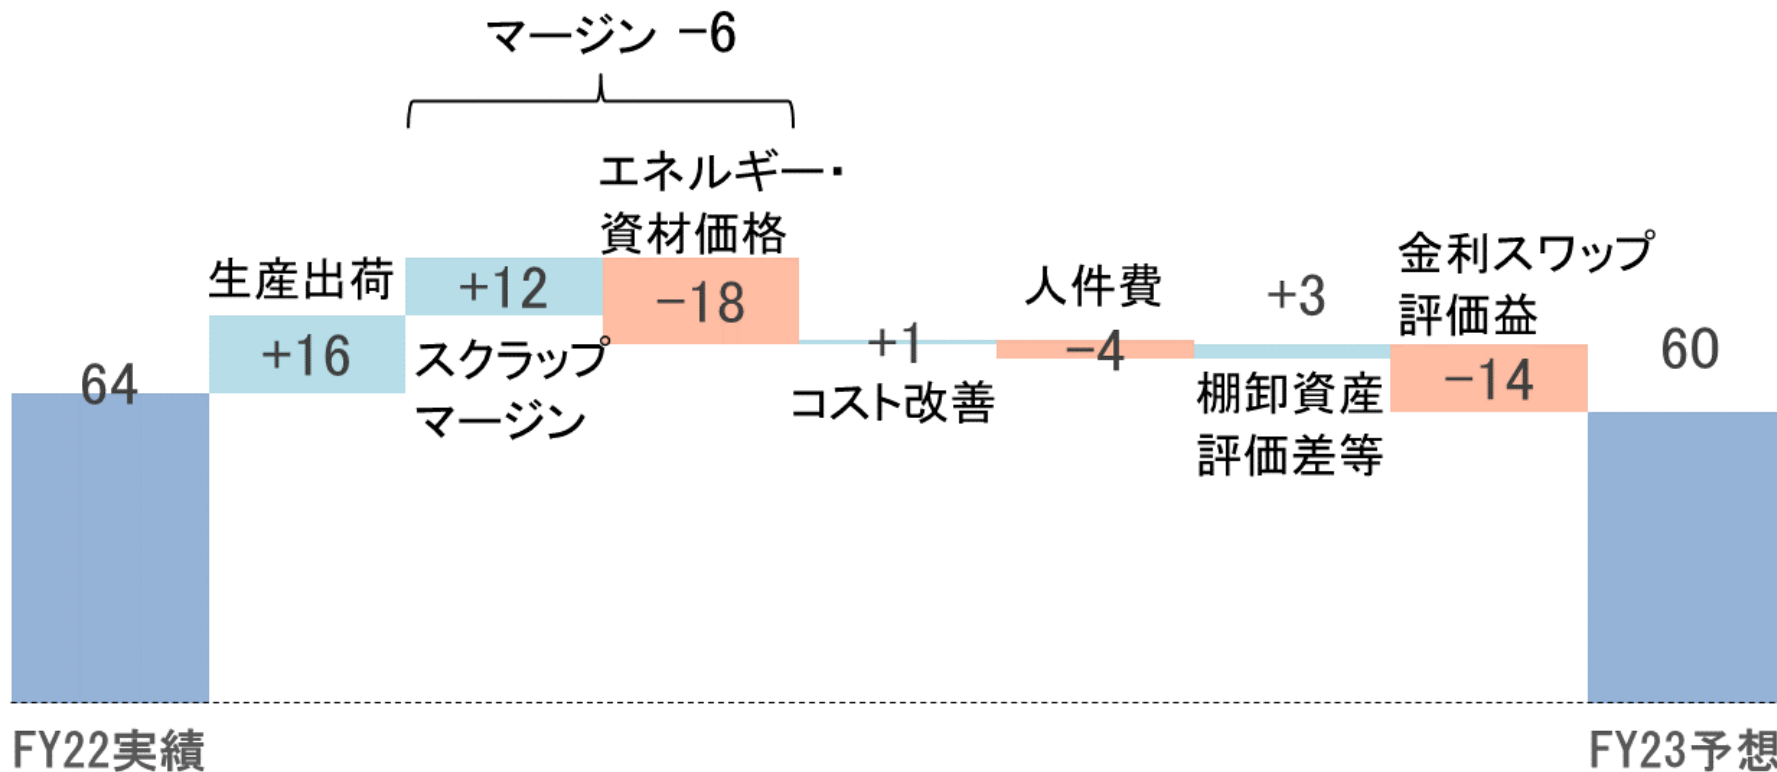 マージン -6
エネルギー・
資材価格
生産出荷
+12
-18
+16
スクラップ
マージン
64
+1
コスト改善
人件費
-4
+3
棚卸資産
評価差等
金利スワップ
評価益
-14
60
FY22実績
FY23予想